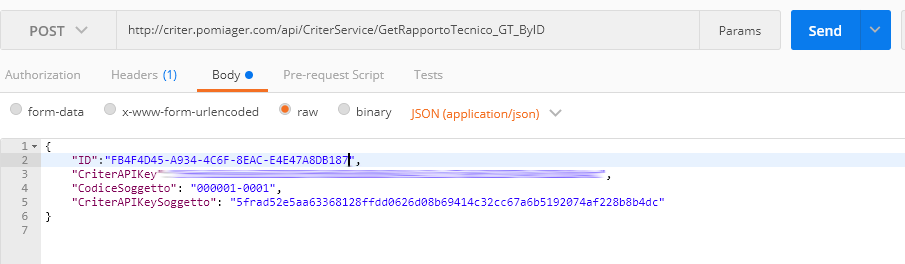 POST http://criter.pomiager.com/api/CriterService/GetRapportoTecnico_GT_ByID Params Send
Authorization Headers (1) Body Pre-request Script Tests
form-data x-www-form-urlencoded raw binary JSON (application/json)
1 {
2 "ID":"FB4F4D45-A934-4C6F-8EAC-E4E47A8DB187",
3 "CriterAPIKey" ,
4 "CodiceSoggetto": "000001-0001",
5 "CriterAPIKeySoggetto": "5frad52e5aa63368128ffdd0626d08b69414c32cc67a6b5192074af228b8b4dc"
6 }
7